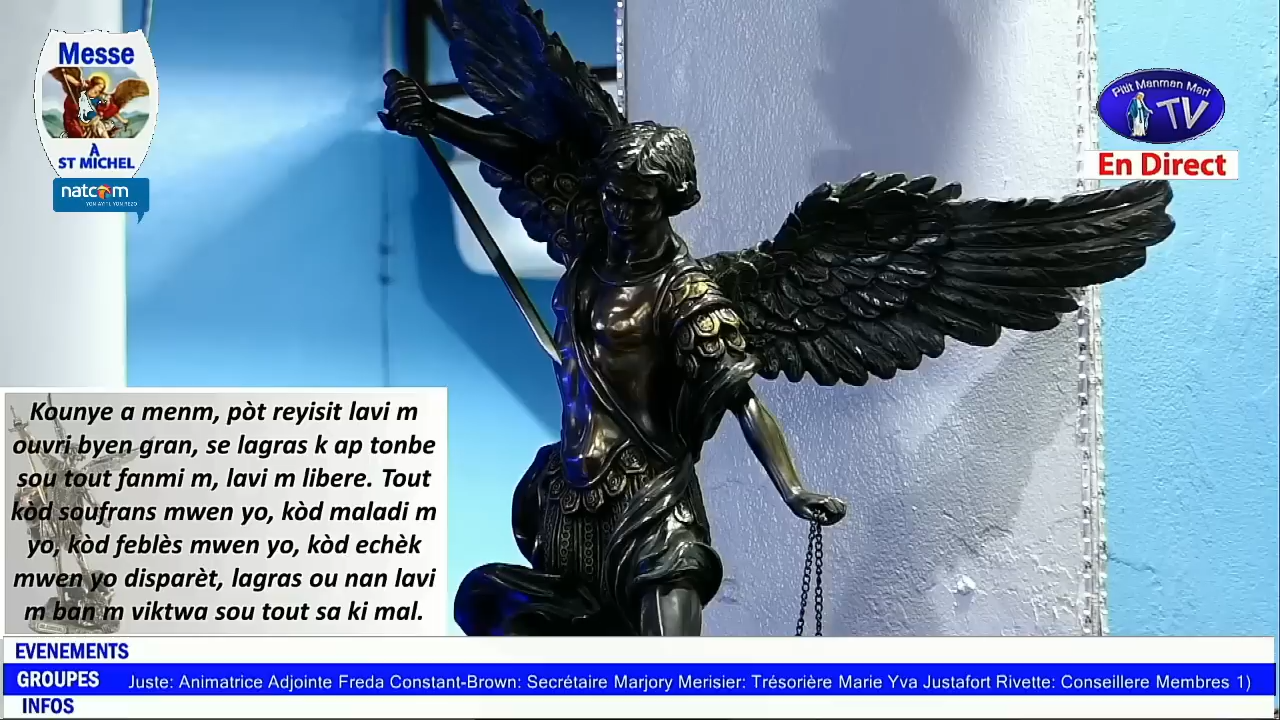 Messe
À
ST MICHEL
natcom
Ptit Manman Mari
TV
En Direct
Kounye a menm, pòt reyisit lavi m
ouvri byen gran, se lagras k ap tonbe
sou tout fanmi m, lavi m libere. Tout
kòd soufrans mwen yo, kòd maladi m
yo, kòd feblès mwen yo, kòd echèk
mwen yo disparèt, lagras ou nan lavi
m ban m viktwa sou tout sa ki mal.
EVENEMENTS
GROUPES Juste: Animatrice Adjointe Freda Constant-Brown: Secrétaire Marjory Merisier: Trésorière Marie Yva Justafort Rivette: Conseillere Membres 1)
INFOS